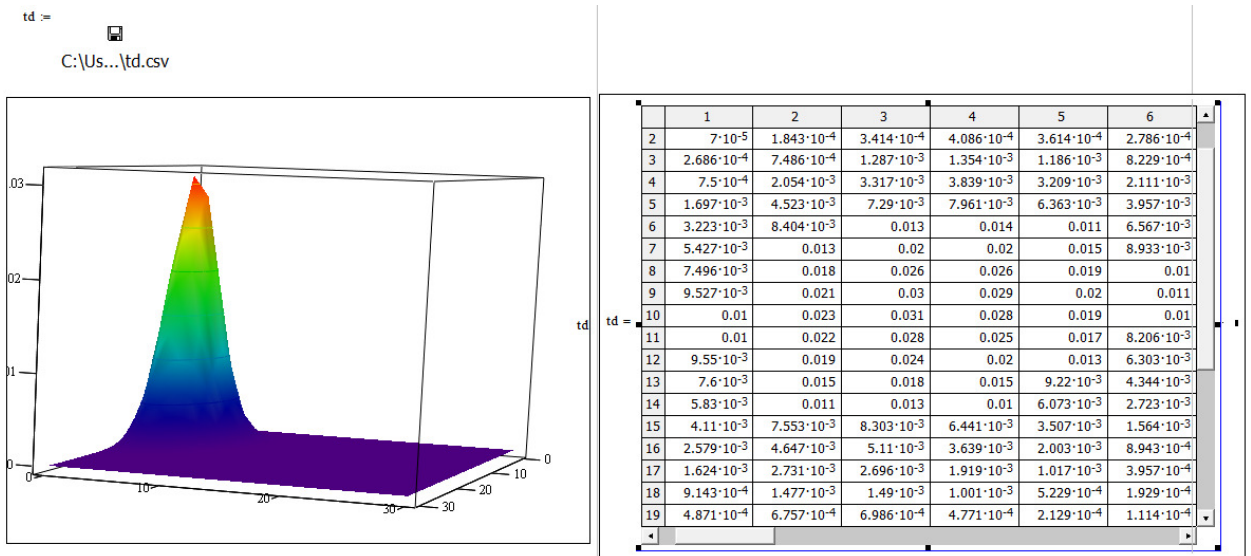 td :=
C:\Us...\td.csv
.03
.02
.01
0
0
10
20
30
30
20
10
0
td
td =
1 2 3 4 5 6
2 7·10-5 1.843·10-4 3.414·10-4 4.086·10-4 3.614·10-4 2.786·10-4
3 2.686·10-4 7.486·10-4 1.287·10-3 1.354·10-3 1.186·10-3 8.229·10-4
4 7.5·10-4 2.054·10-3 3.317·10-3 3.839·10-3 3.209·10-3 2.111·10-3
5 1.697·10-3 4.523·10-3 7.29·10-3 7.961·10-3 6.363·10-3 3.957·10-3
6 3.223·10-3 8.404·10-3 0.013 0.014 0.011 6.567·10-3
7 5.427·10-3 0.013 0.02 0.02 0.015 8.933·10-3
8 7.496·10-3 0.018 0.026 0.026 0.019 0.01
9 9.527·10-3 0.021 0.03 0.029 0.02 0.011
10 0.01 0.023 0.031 0.028 0.019 0.01
11 0.01 0.022 0.028 0.025 0.017 8.206·10-3
12 9.55·10-3 0.019 0.024 0.02 0.013 6.303·10-3
13 7.6·10-3 0.015 0.018 0.015 9.22·10-3 4.344·10-3
14 5.83·10-3 0.011 0.013 0.01 6.073·10-3 2.723·10-3
15 4.11·10-3 7.553·10-3 8.303·10-3 6.441·10-3 3.507·10-3 1.564·10-3
16 2.579·10-3 4.647·10-3 5.11·10-3 3.639·10-3 2.003·10-3 8.943·10-4
17 1.624·10-3 2.731·10-3 2.696·10-3 1.919·10-3 1.017·10-3 3.957·10-4
18 9.143·10-4 1.477·10-3 1.49·10-3 1.001·10-3 5.229·10-4 1.929·10-4
19 4.871·10-4 6.757·10-4 6.986·10-4 4.771·10-4 2.129·10-4 1.114·10-4